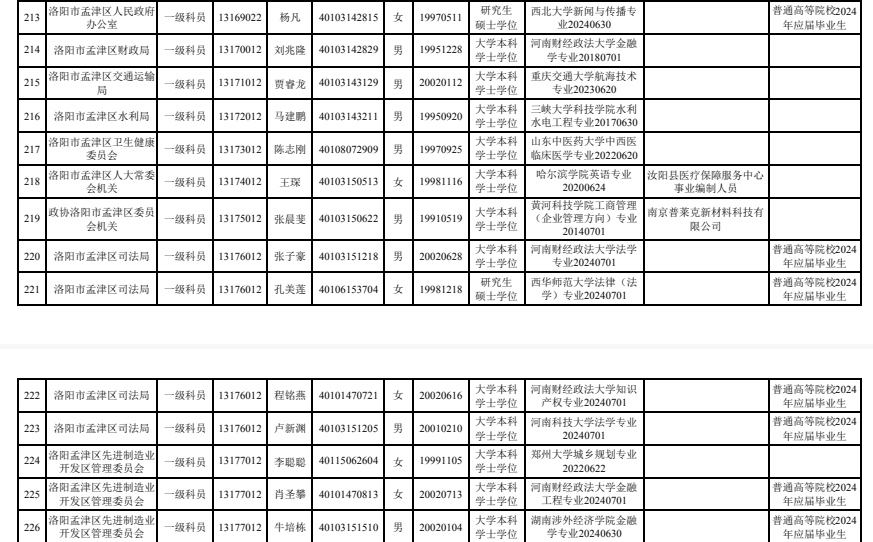 213 洛阳市孟津区人民政府办公室 一级科员 13169022 杨凡 40103142815 女 19970511 研究生硕士学位 西北大学新闻与传播专业20240630 普通高等院校2024年应届毕业生
214 洛阳市孟津区财政局 一级科员 13170012 刘兆隆 40103142829 男 19951228 大学本科学士学位 河南财经政法大学金融学专业20180701
215 洛阳市孟津区交通运输局 一级科员 13171012 贾睿龙 40103143129 男 20020112 大学本科学士学位 重庆交通大学航海技术专业20230620
216 洛阳市孟津区水利局 一级科员 13172012 马建鹏 40103143211 男 19950920 大学本科学士学位 三峡大学科技学院水利水电工程专业20170630
217 洛阳市孟津区卫生健康委员会 一级科员 13173012 陈志刚 40108072909 男 19970925 大学本科学士学位 山东中医药大学中西医临床医学专业20220620
218 洛阳市孟津区人大常委会机关 一级科员 13174012 王琛 40103150513 女 19981116 大学本科学士学位 哈尔滨学院英语专业20200624 汝阳县医疗保障服务中心事业编制人员
219 政协洛阳市孟津区委员会机关 一级科员 13175012 张晨斐 40103150622 男 19910519 大学本科学士学位 黄河科技学院工商管理（企业管理方向）专业20140701 南京普莱克新材料科技有限公司
220 洛阳市孟津区司法局 一级科员 13176012 张子豪 40103151218 男 20020628 大学本科学士学位 河南财经政法大学法学专业20240701 普通高等院校2024年应届毕业生
221 洛阳市孟津区司法局 一级科员 13176012 孔美莲 40106153704 女 19981218 研究生硕士学位 西华师范大学法律（法学）专业20240701 普通高等院校2024年应届毕业生
222 洛阳市孟津区司法局 一级科员 13176012 程铭燕 40101470721 女 20020616 大学本科学士学位 河南财经政法大学知识产权专业20240701 普通高等院校2024年应届毕业生
223 洛阳市孟津区司法局 一级科员 13176012 卢新渊 40103151205 男 20010210 大学本科学士学位 河南科技大学法学专业20240701 普通高等院校2024年应届毕业生
224 洛阳孟津区先进制造业开发区管理委员会 一级科员 13177012 李聪聪 40115062604 女 19991105 大学本科学士学位 郑州大学城乡规划专业20220622
225 洛阳孟津区先进制造业开发区管理委员会 一级科员 13177012 肖圣攀 40101470813 女 20020713 大学本科学士学位 河南财经政法大学金融工程专业20240701 普通高等院校2024年应届毕业生
226 洛阳孟津区先进制造业开发区管理委员会 一级科员 13177012 牛培栋 40103151510 男 20020104 大学本科学士学位 湖南涉外经济学院金融学专业20240630 普通高等院校2024年应届毕业生